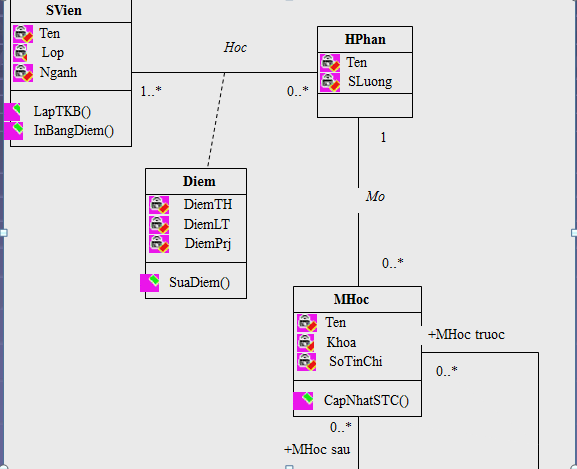 SVien
Ten
Lop
Nganh
LapTKB()
InBangDiem()
Hoc
1..*
0..*
HPhan
Ten
SLuong
1
Mo
0..*
Diem
DiemTH
DiemLT
DiemPrj
SuaDiem()
MHoc
Ten
Khoa
SoTinChi
CapNhatSTC()
+MHoc truoc
0..*
0..*
+MHoc sau